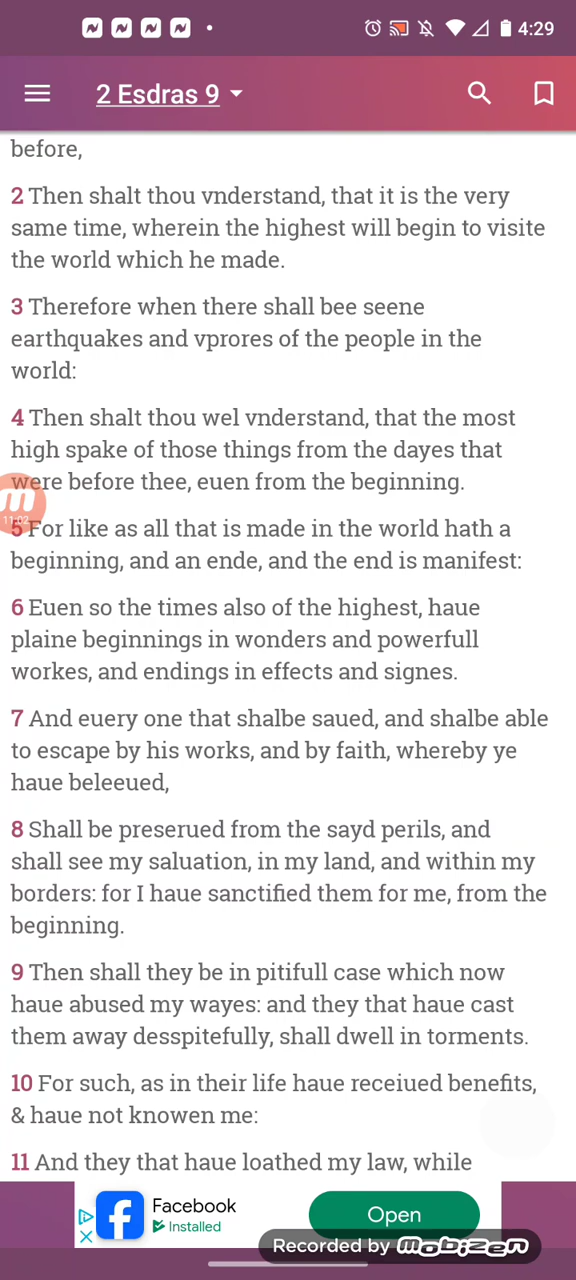 4:29
2 Esdras 9
before,
2 Then shalt thou vnderstand, that it is the very
same time, wherein the highest will begin to visite
the world which he made.
3 Therefore when there shall bee seene
earthquakes and vprores of the people in the
world:
4 Then shalt thou wel vnderstand, that the most
high spake of those things from the dayes that
were before thee, euen from the beginning.
11:02
5 For like as all that is made in the world hath a
beginning, and an ende, and the end is manifest:
6 Euen so the times also of the highest, haue
plaine beginnings in wonders and powerfull
workes, and endings in effects and signes.
7 And euery one that shalbe saued, and shalbe able
to escape by his works, and by faith, whereby ye
haue beleeued,
8 Shall be preserued from the sayd perils, and
shall see my saluation, in my land, and within my
borders: for I haue sanctified them for me, from the
beginning.
9 Then shall they be in pitifull case which now
haue abused my wayes: and they that haue cast
them away desspitefully, shall dwell in torments.
10 For such, as in their life haue receiued benefits,
& haue not knowen me:
11 And they that haue loathed my law, while
Facebook
Installed
Open
Recorded by mobizen